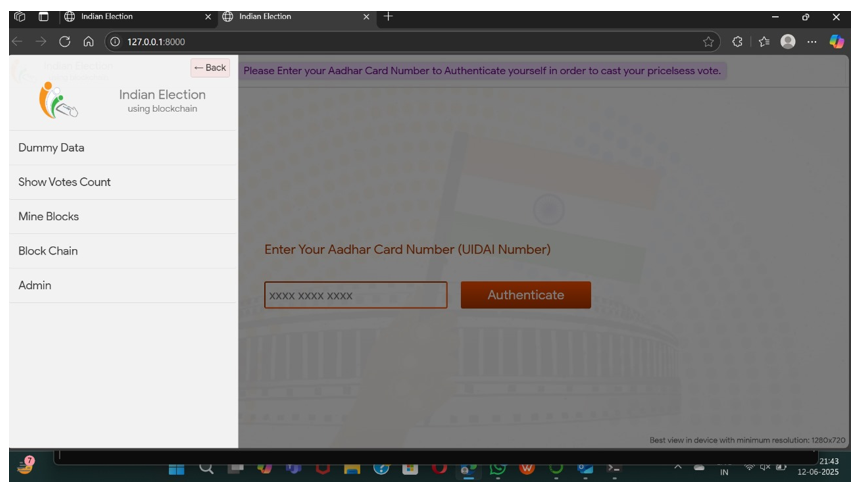 Indian Election
Indian Election
127.0.0.1:8000
← Back
Please Enter your Aadhar Card Number to Authenticate yourself in order to cast your pricelsess vote.
Indian Election
using blockchain
Dummy Data
Show Votes Count
Mine Blocks
Block Chain
Admin
Enter Your Aadhar Card Number (UIDAI Number)
XXXX XXXX XXXX
Authenticate
Best view in device with minimum resolution: 1280x720
7
IN
21:43
12-06-2025